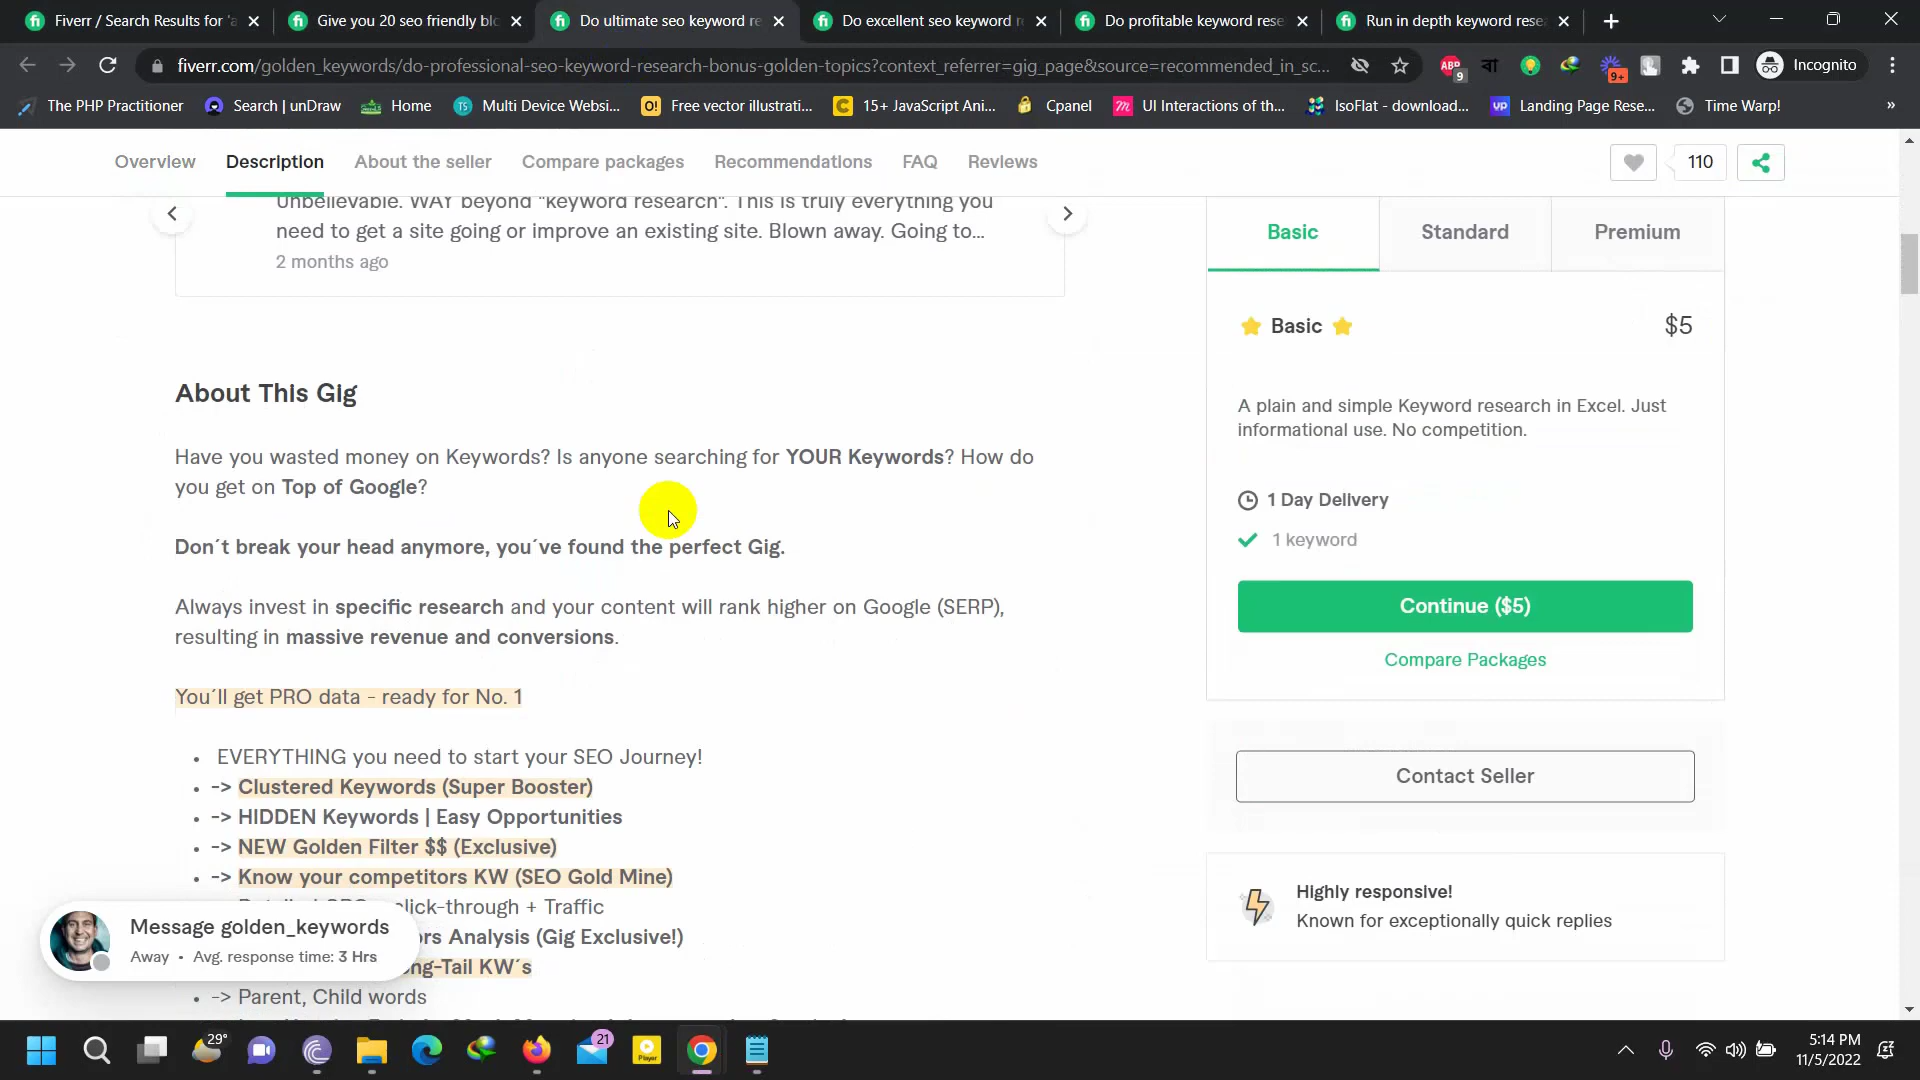 Fiverr / Search Results for 'a
Give you 20 seo friendly blo
Do ultimate seo keyword re
Do excellent seo keyword r
Do profitable keyword rese
Run in depth keyword resea
fiverr.com/golden_keywords/do-professional-seo-keyword-research-bonus-golden-topics?context_referrer=gig_page&source=recommended_in_sc...
ABP
9
বা
9+
Incognito
The PHP Practitioner
Search | unDraw
Home
TS
Multi Device Websi...
O!
Free vector illustrati...
C
15+ JavaScript Ani...
Cpanel
UI Interactions of th...
IsoFlat - download...
VP
Landing Page Rese...
Time Warp!
»
Overview
Description
About the seller
Compare packages
Recommendations
FAQ
Reviews
110
Unbelievable. WAY beyond "keyword research". This is truly everything you
need to get a site going or improve an existing site. Blown away. Going to...
2 months ago
About This Gig
Have you wasted money on Keywords? Is anyone searching for YOUR Keywords? How do
you get on Top of Google?
Don´t break your head anymore, you´ve found the perfect Gig.
Always invest in specific research and your content will rank higher on Google (SERP),
resulting in massive revenue and conversions.
You´ll get PRO data - ready for No. 1
• EVERYTHING you need to start your SEO Journey!
• -> Clustered Keywords (Super Booster)
• -> HIDDEN Keywords | Easy Opportunities
• -> NEW Golden Filter $$ (Exclusive)
• -> Know your competitors KW (SEO Gold Mine)
lick-through + Traffic
ors Analysis (Gig Exclusive!)
ng-Tail KW´s
• -> Parent, Child words
Message golden_keywords
Away • Avg. response time: 3 Hrs
Basic
Standard
Premium
Basic
$5
A plain and simple Keyword research in Excel. Just
informational use. No competition.
1 Day Delivery
1 keyword
Continue ($5)
Compare Packages
Contact Seller
Highly responsive!
Known for exceptionally quick replies
29°
21
Player
5:14 PM
11/5/2022